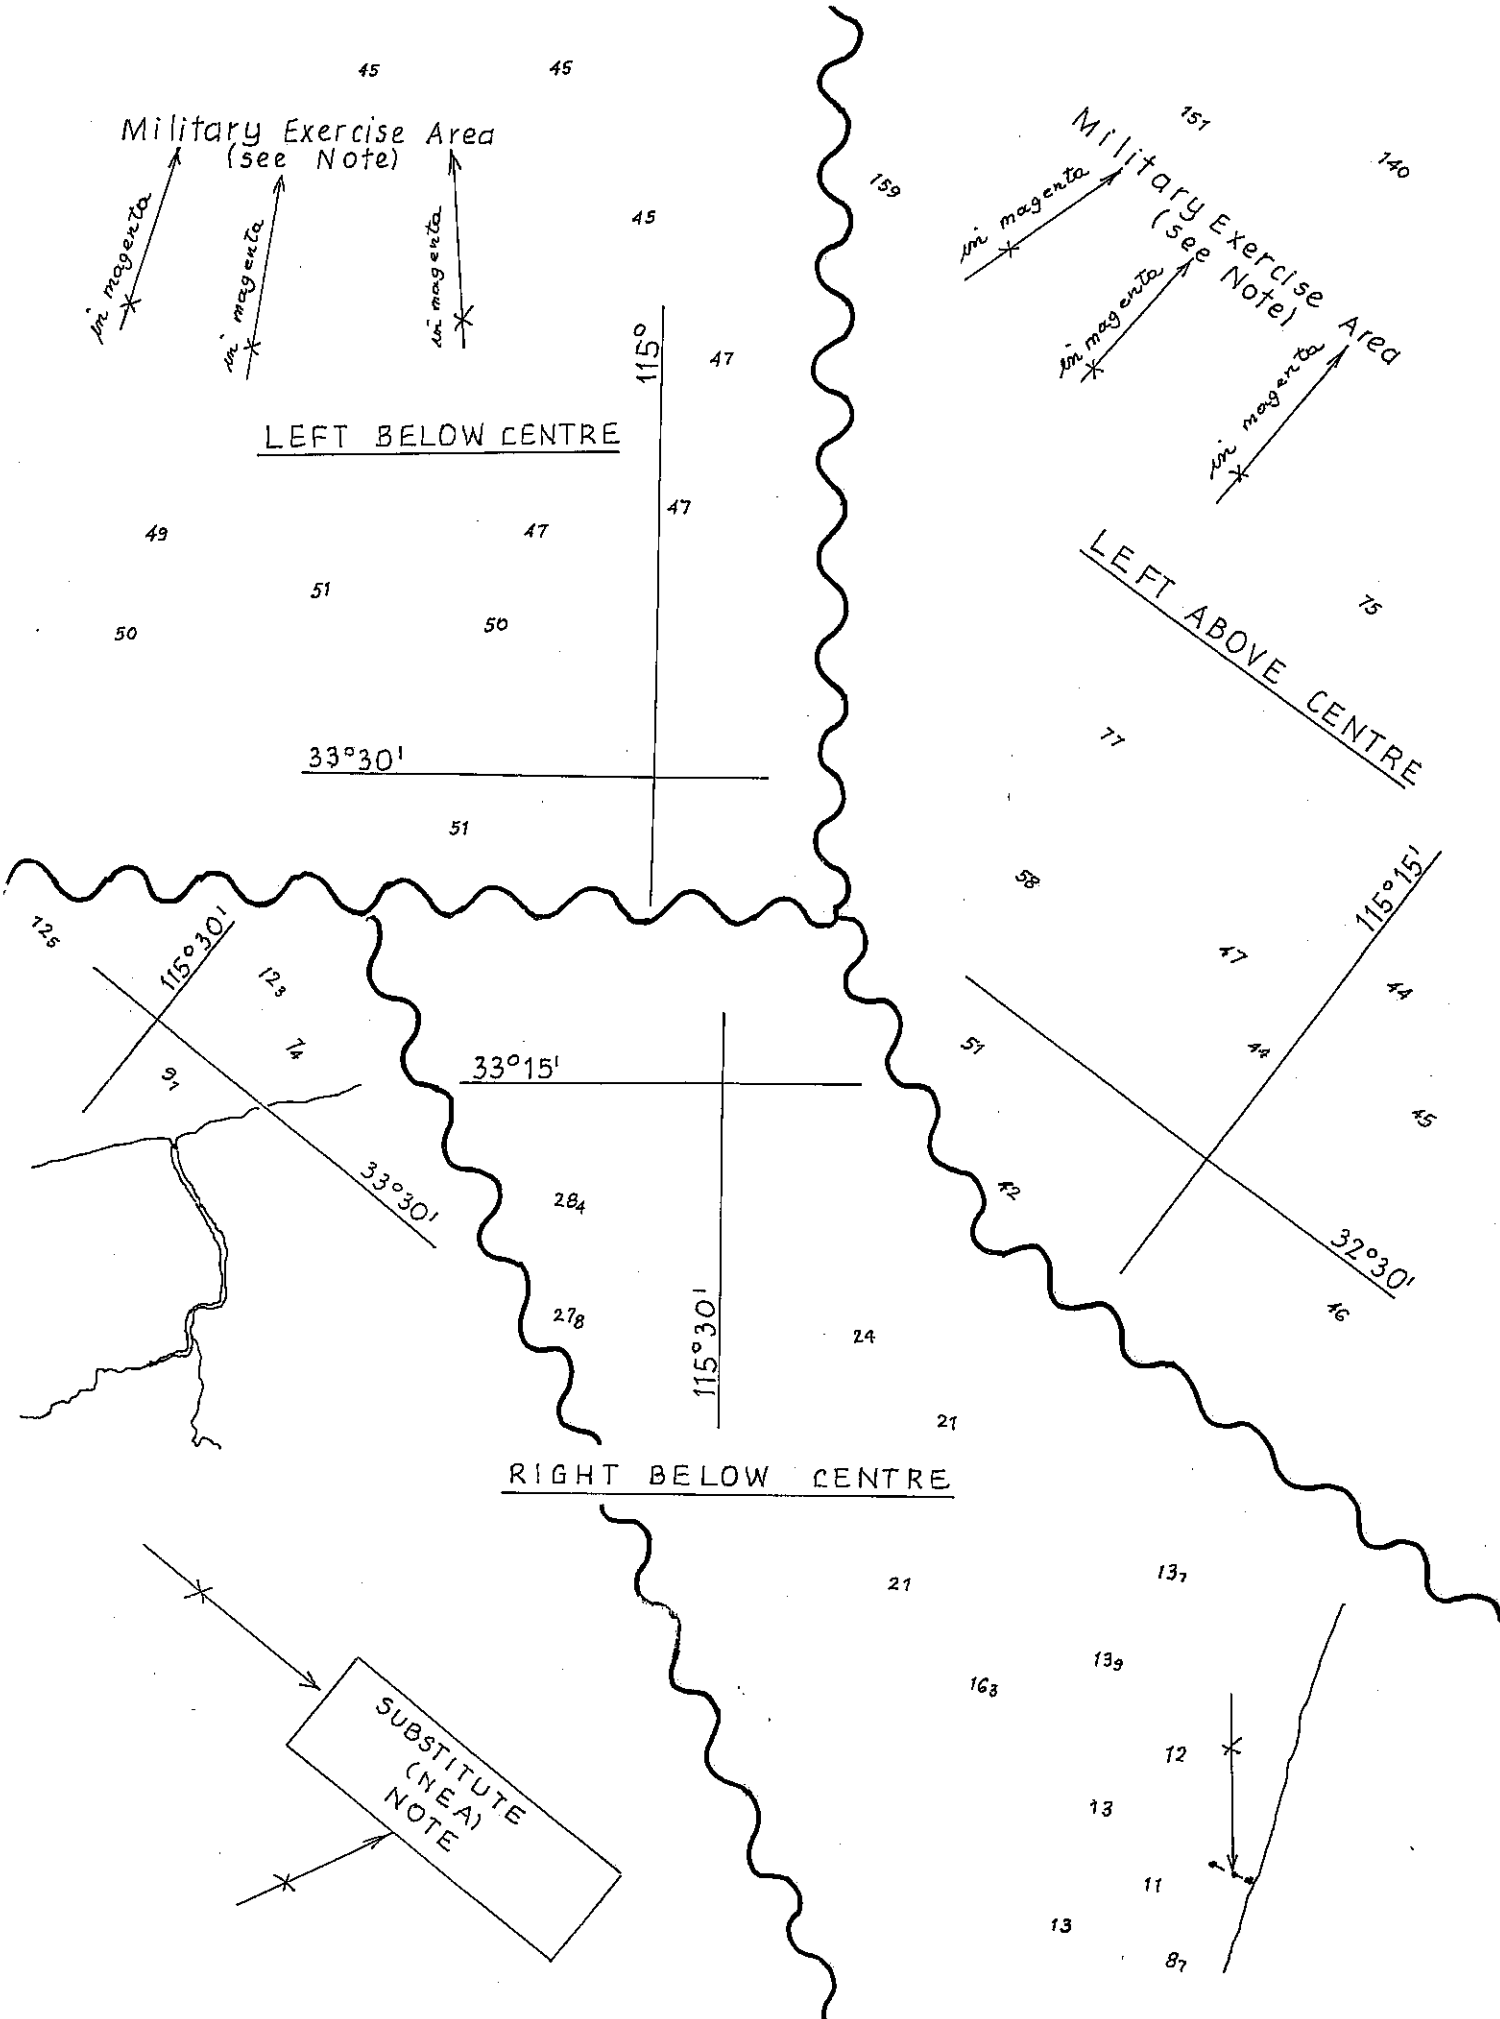 45 45
Military Exercise Area
(see Note)
in magenta
in magenta
in magenta
45
115°
47
LEFT BELOW CENTRE
47
49 47
51
50 50
33°30'
51
151
140
159
Military Exercise Area
(see Note)
in magenta
in magenta
in magenta
LEFT ABOVE CENTRE
75
77
58
115°15'
47
44
51 44
45
42
32°30'
46
12₅
115°30'
12₃
7₄
9₁
33°30'
SUBSTITUTE
(NEA)
NOTE
33°15'
28₄
27₈
115°30'
24
21
RIGHT BELOW CENTRE
21 13₇
13₉
16₃
12
13
11
13
8₇